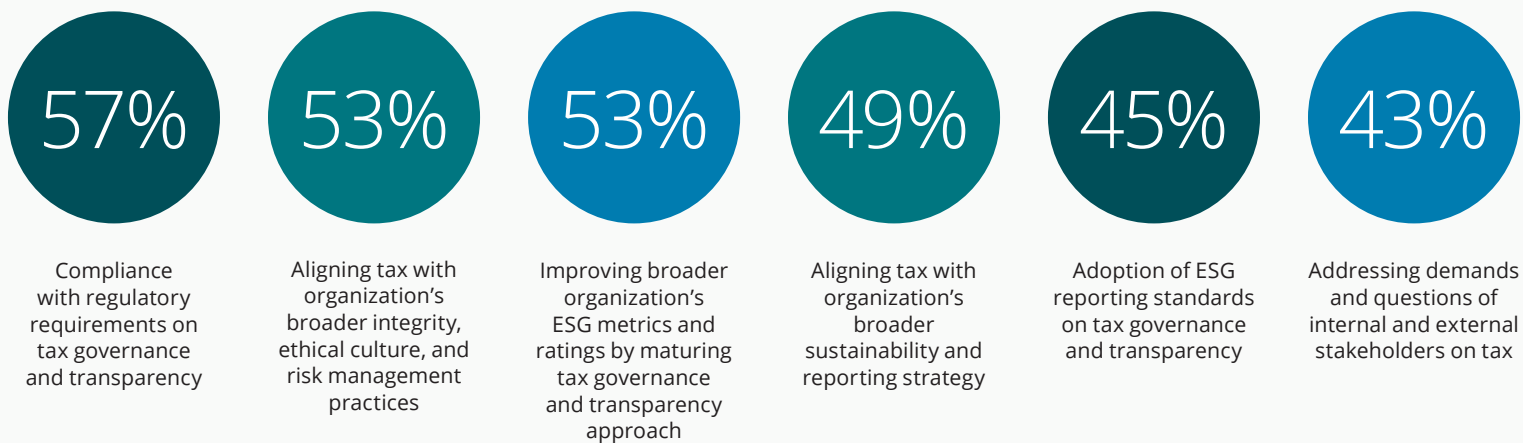 57%
Compliance
with regulatory
requirements on
tax governance
and transparency
53%
Aligning tax with
organization’s
broader integrity,
ethical culture, and
risk management
practices
53%
Improving broader
organization’s
ESG metrics and
ratings by maturing
tax governance
and transparency
approach
49%
Aligning tax with
organization’s
broader
sustainability and
reporting strategy
45%
Adoption of ESG
reporting standards
on tax governance
and transparency
43%
Addressing demands
and questions of
internal and external
stakeholders on tax